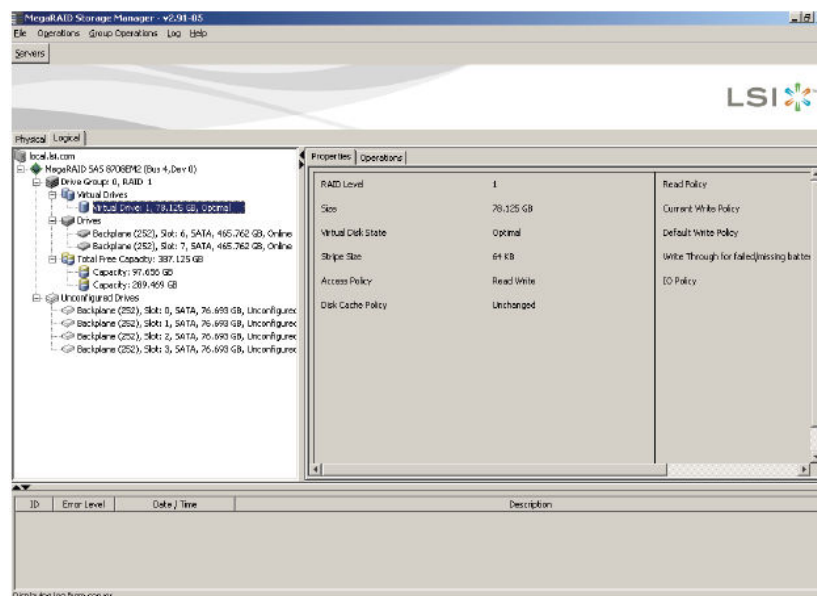 MegaRAID Storage Manager - v2.91-05
File Operations Group Operations Log Help
Servers
LSI
Physical Logical
local.lsi.com
MegaRAID SAS 8708EM2 (Bus 4,Dev 0)
Drive Group: 0, RAID 1
Virtual Drives
Virtual Drive: 1, 78.125 GB, Optimal
Drives
Backplane (252), Slot: 6, SATA, 465.762 GB, Online
Backplane (252), Slot: 7, SATA, 465.762 GB, Online
Total Free Capacity: 387.125 GB
Capacity: 97.656 GB
Capacity: 289.469 GB
Unconfigured Drives
Backplane (252), Slot: 0, SATA, 76.693 GB, Unconfigured
Backplane (252), Slot: 1, SATA, 76.693 GB, Unconfigured
Backplane (252), Slot: 2, SATA, 76.693 GB, Unconfigured
Backplane (252), Slot: 3, SATA, 76.693 GB, Unconfigured
Properties Operations
RAID Level 1 Read Policy
Size 78.125 GB Current Write Policy
Virtual Disk State Optimal Default Write Policy
Stripe Size 64 KB Write Through for failed/missing batter
Access Policy Read Write IO Policy
Disk Cache Policy Unchanged
ID Error Level Date / Time Description
Displaying log from server